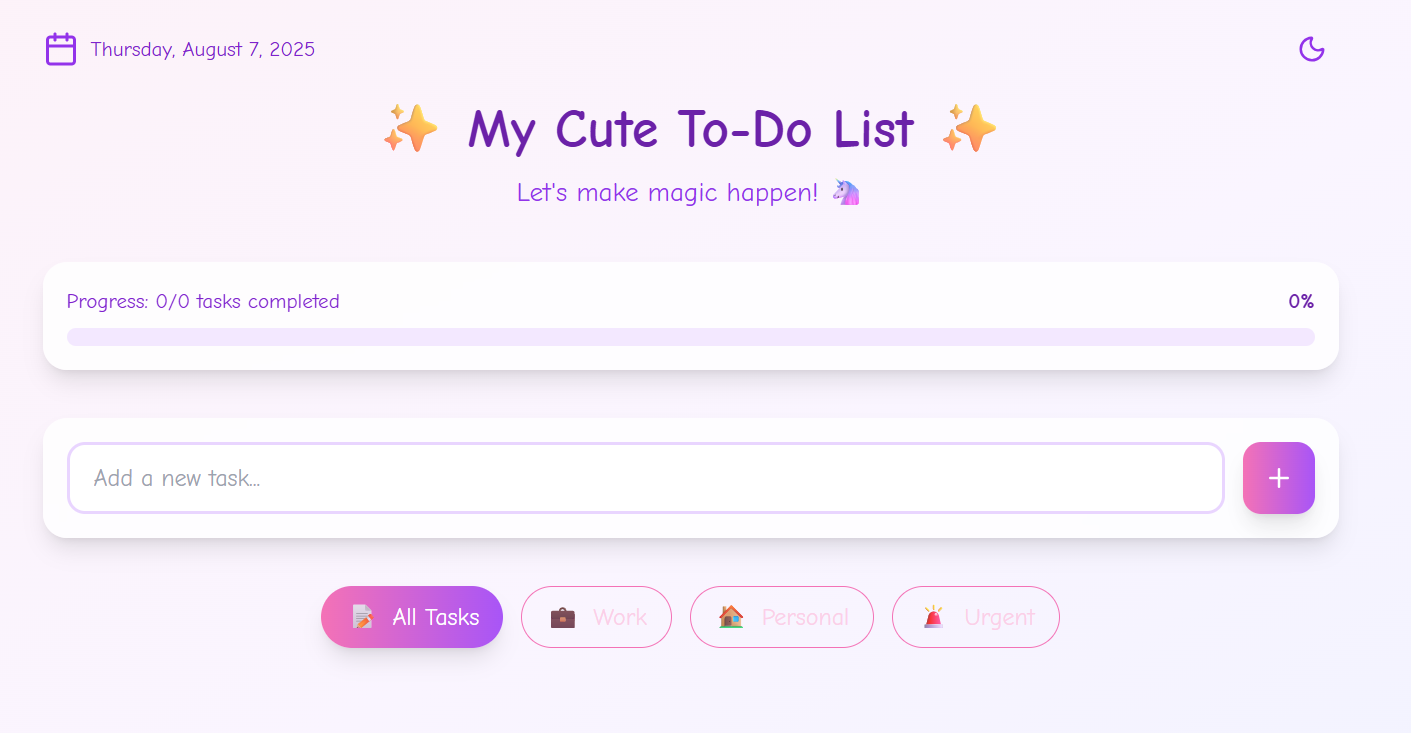 Thursday, August 7, 2025
✨ My Cute To-Do List ✨
Let's make magic happen! 🦄
Progress: 0/0 tasks completed 0%
Add a new task...
📝 All Tasks 💼 Work 🏠 Personal 🚨 Urgent